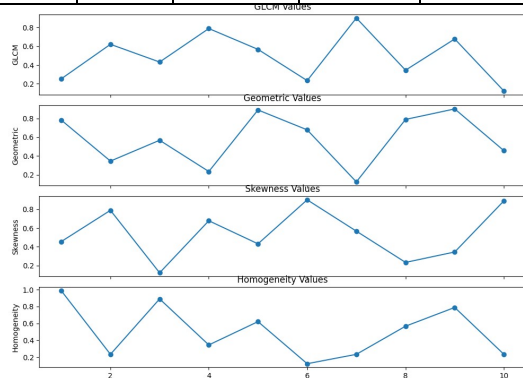 GLCM Values
GLCM
0.8
0.6
0.4
0.2
Geometric Values
Geometric
0.8
0.6
0.4
0.2
Skewness Values
Skewness
0.8
0.6
0.4
0.2
Homogeneity Values
Homogeneity
1.0
0.8
0.6
0.4
0.2
2 4 6 8 10